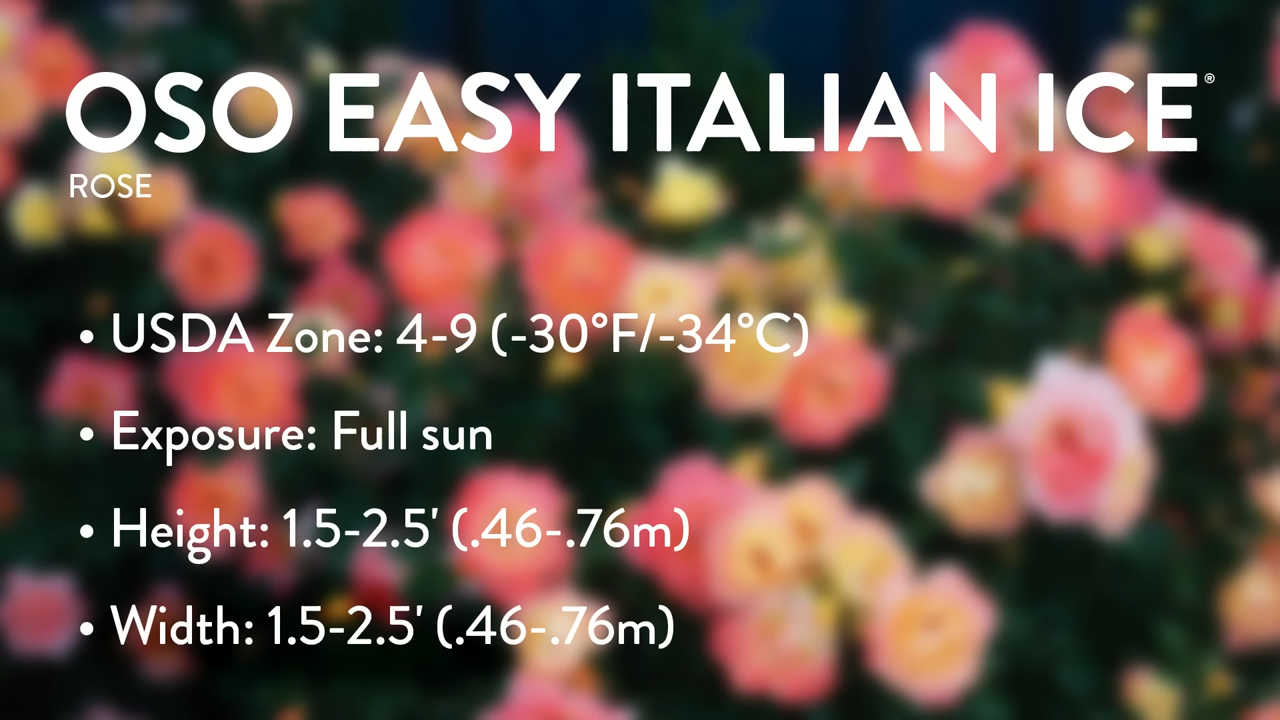 OSO EASY ITALIAN ICE®
ROSE
• USDA Zone: 4-9 (-30°F/-34°C)
• Exposure: Full sun
• Height: 1.5-2.5' (.46-.76m)
• Width: 1.5-2.5' (.46-.76m)